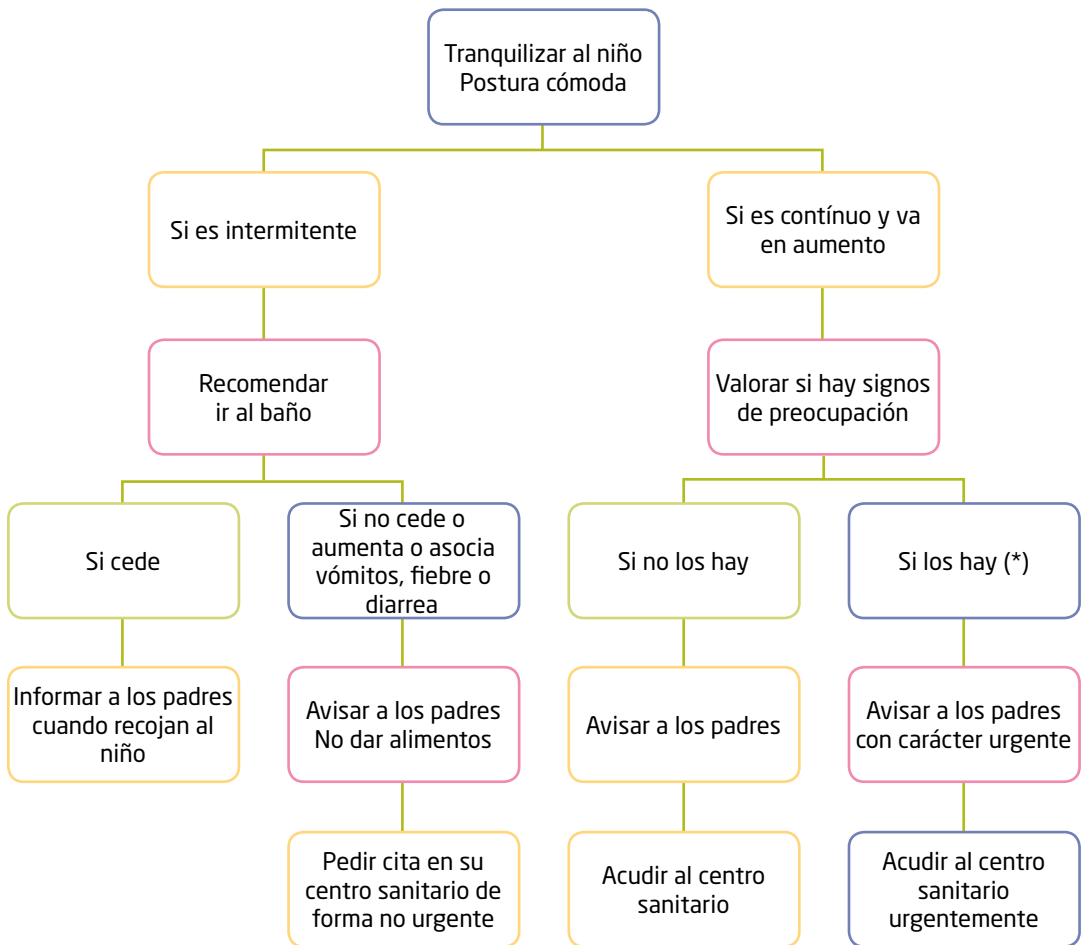 Tranquilizar al niño
Postura cómoda
Si es intermitente
Si es contínuo y va
en aumento
Recomendar
ir al baño
Valorar si hay signos
de preocupación
Si cede
Si no cede o
aumenta o asocia
vómitos, fiebre o
diarrea
Si no los hay
Si los hay (*)
Informar a los padres
cuando recojan al
niño
Avisar a los padres
No dar alimentos
Avisar a los padres
Avisar a los padres
con carácter urgente
Pedir cita en su
centro sanitario de
forma no urgente
Acudir al centro
sanitario
Acudir al centro
sanitario
urgentemente